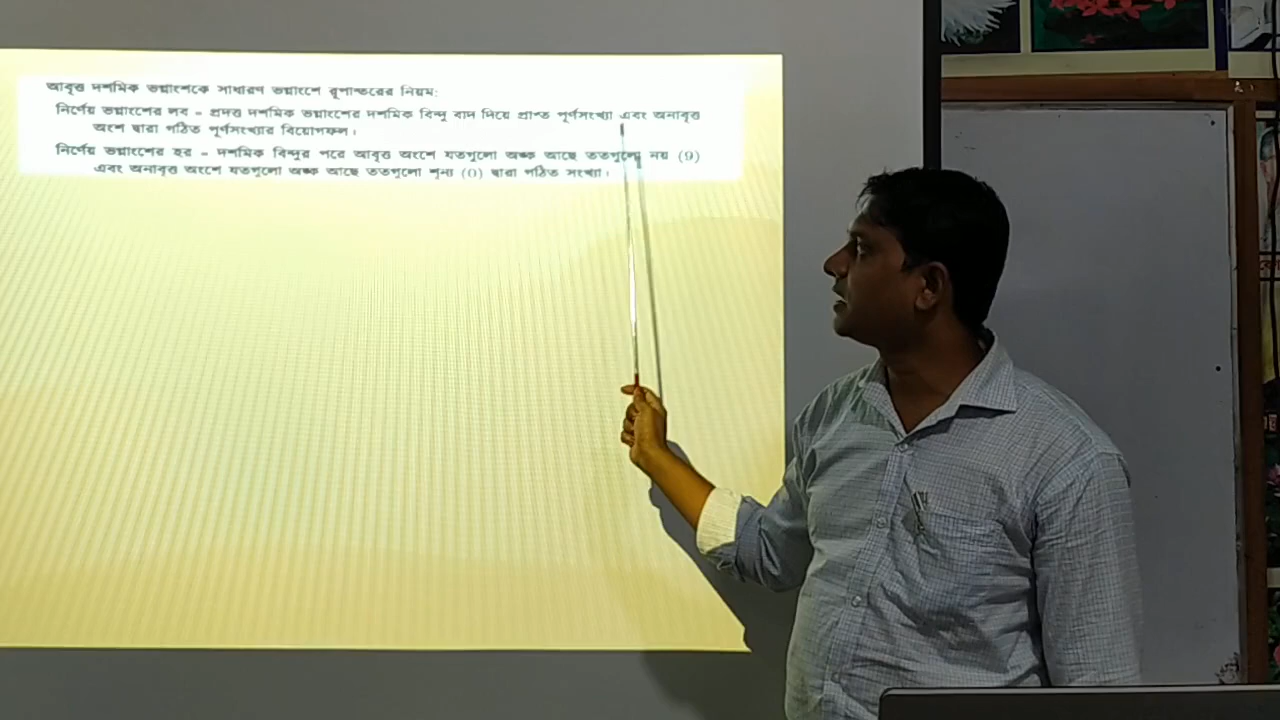 আবৃত্ত দশমিক ভগ্নাংশকে সাধারণ ভগ্নাংশে রূপান্তরের নিয়ম:
নির্ণেয় ভগ্নাংশের লব = প্রদত্ত দশমিক ভগ্নাংশের দশমিক বিন্দু বাদ দিয়ে প্রাপ্ত পূর্ণসংখ্যা এবং অনাবৃত্ত
অংশ দ্বারা গঠিত পূর্ণসংখ্যার বিয়োগফল।
নির্ণেয় ভগ্নাংশের হর = দশমিক বিন্দুর পরে আবৃত্ত অংশে যতগুলো অঙ্ক আছে ততগুলো নয় (9)
এবং অনাবৃত্ত অংশে যতগুলো অঙ্ক আছে ততগুলো শূন্য (0) দ্বারা গঠিত সংখ্যা।